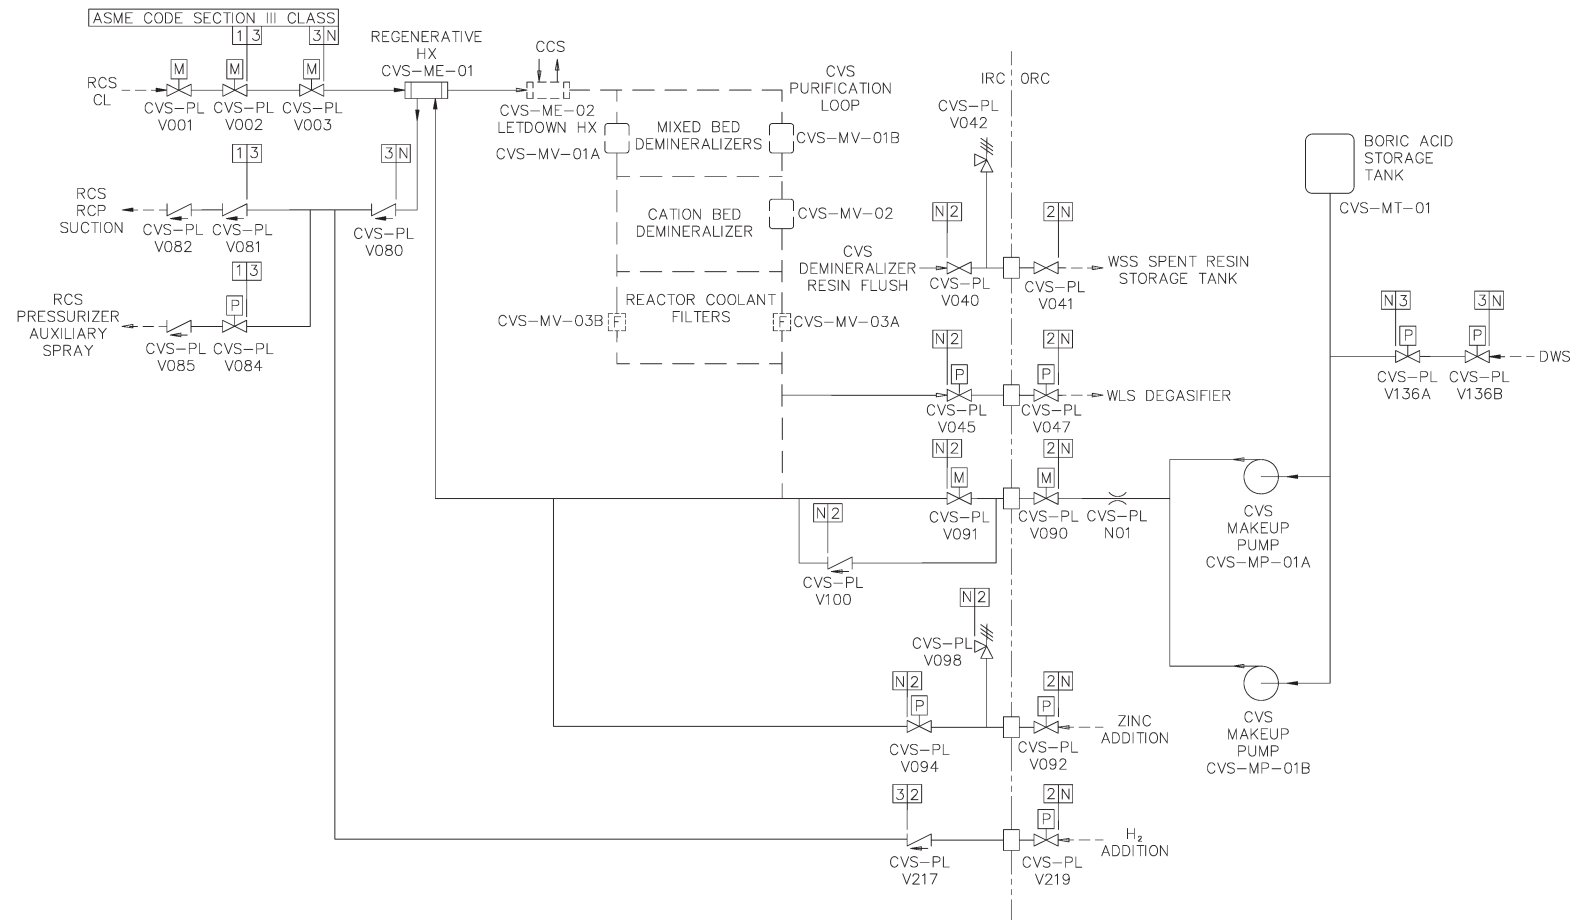 ASME CODE SECTION III CLASS
1 3
3 N
REGENERATIVE
HX
CVS-ME-01
RCS
CL
M
M
M
CVS-PL
V001
CVS-PL
V002
CVS-PL
V003
CCS
CVS-ME-02
LETDOWN HX
CVS
PURIFICATION
LOOP
CVS-MV-01A
MIXED BED
DEMINERALIZERS
CVS-MV-01B
CATION BED
DEMINERALIZER
CVS-MV-02
REACTOR COOLANT
FILTERS
CVS-MV-03B
F
F
CVS-MV-03A
1 3
3 N
RCS
RCP
SUCTION
CVS-PL
V082
CVS-PL
V081
CVS-PL
V080
1 3
P
RCS
PRESSURIZER
AUXILIARY
SPRAY
CVS-PL
V085
CVS-PL
V084
IRC
ORC
CVS-PL
V042
N 2
2 N
CVS
DEMINERALIZER
RESIN FLUSH
CVS-PL
V040
CVS-PL
V041
WSS SPENT RESIN
STORAGE TANK
N 2
2 N
P
P
CVS-PL
V045
CVS-PL
V047
WLS DEGASIFIER
N 2
2 N
M
M
CVS-PL
V091
CVS-PL
V090
CVS-PL
N01
N 2
CVS-PL
V100
BORIC ACID
STORAGE
TANK
CVS-MT-01
N 3
3 N
P
P
DWS
CVS-PL
V136A
CVS-PL
V136B
CVS
MAKEUP
PUMP
CVS-MP-01A
CVS
MAKEUP
PUMP
CVS-MP-01B
N 2
CVS-PL
V098
N 2
2 N
P
P
CVS-PL
V094
CVS-PL
V092
ZINC
ADDITION
3 2
2 N
P
CVS-PL
V217
CVS-PL
V219
H₂
ADDITION